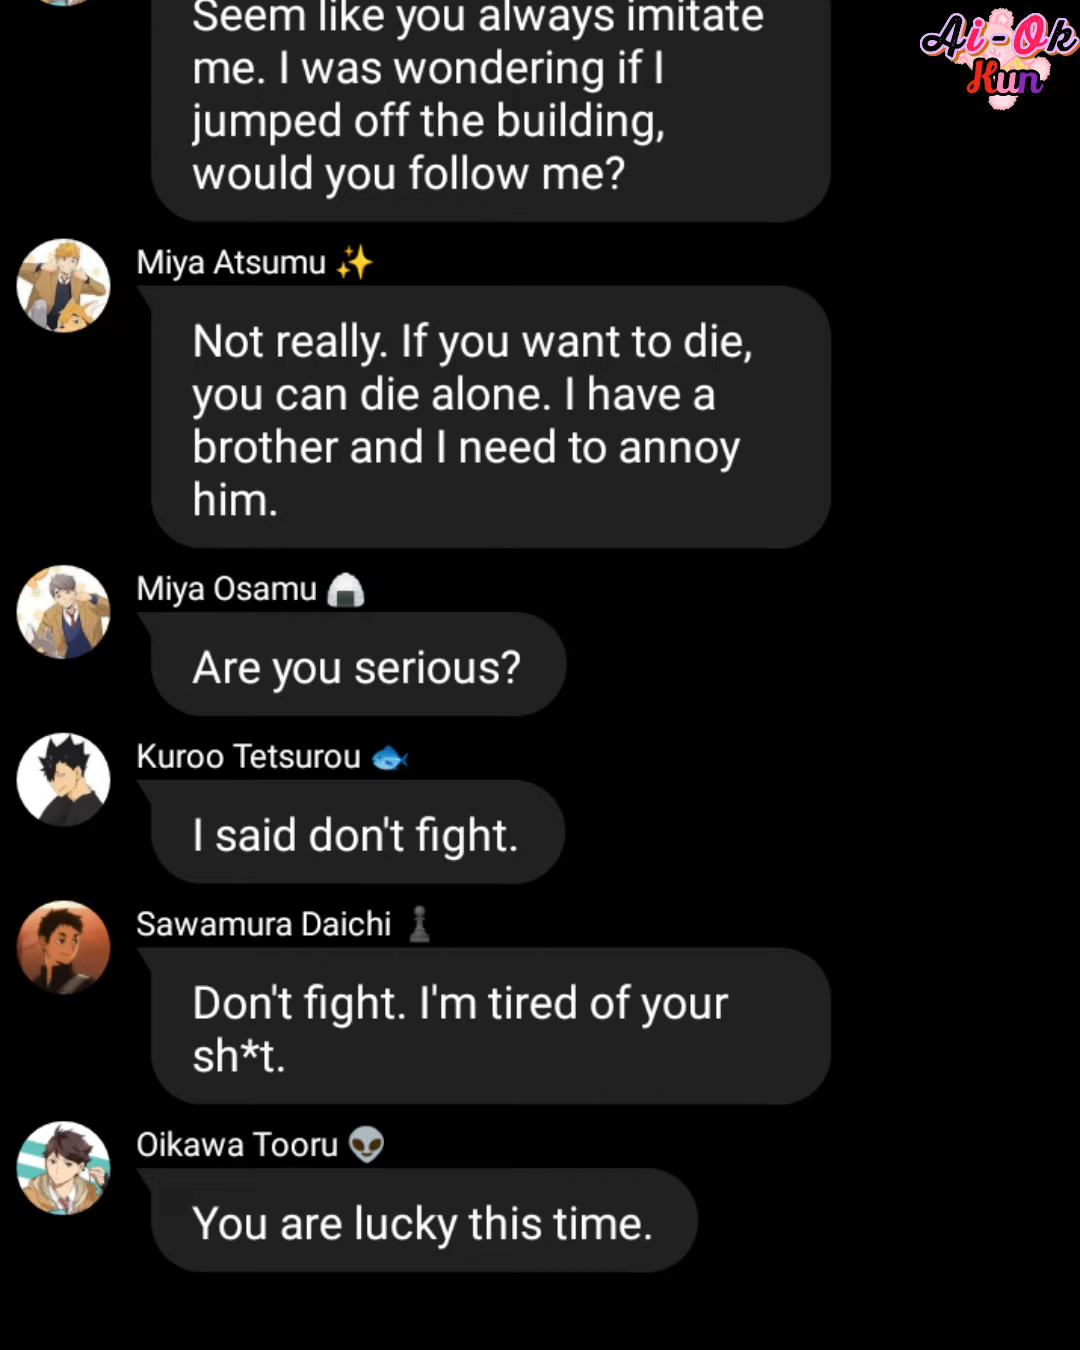 Seem like you always imitate
me. I was wondering if I
jumped off the building,
would you follow me?
Ai-Ok
Kun
Miya Atsumu ✨
Not really. If you want to die,
you can die alone. I have a
brother and I need to annoy
him.
Miya Osamu 🍙
Are you serious?
Kuroo Tetsurou 🐟
I said don't fight.
Sawamura Daichi ♟
Don't fight. I'm tired of your
sh*t.
Oikawa Tooru 👽
You are lucky this time.